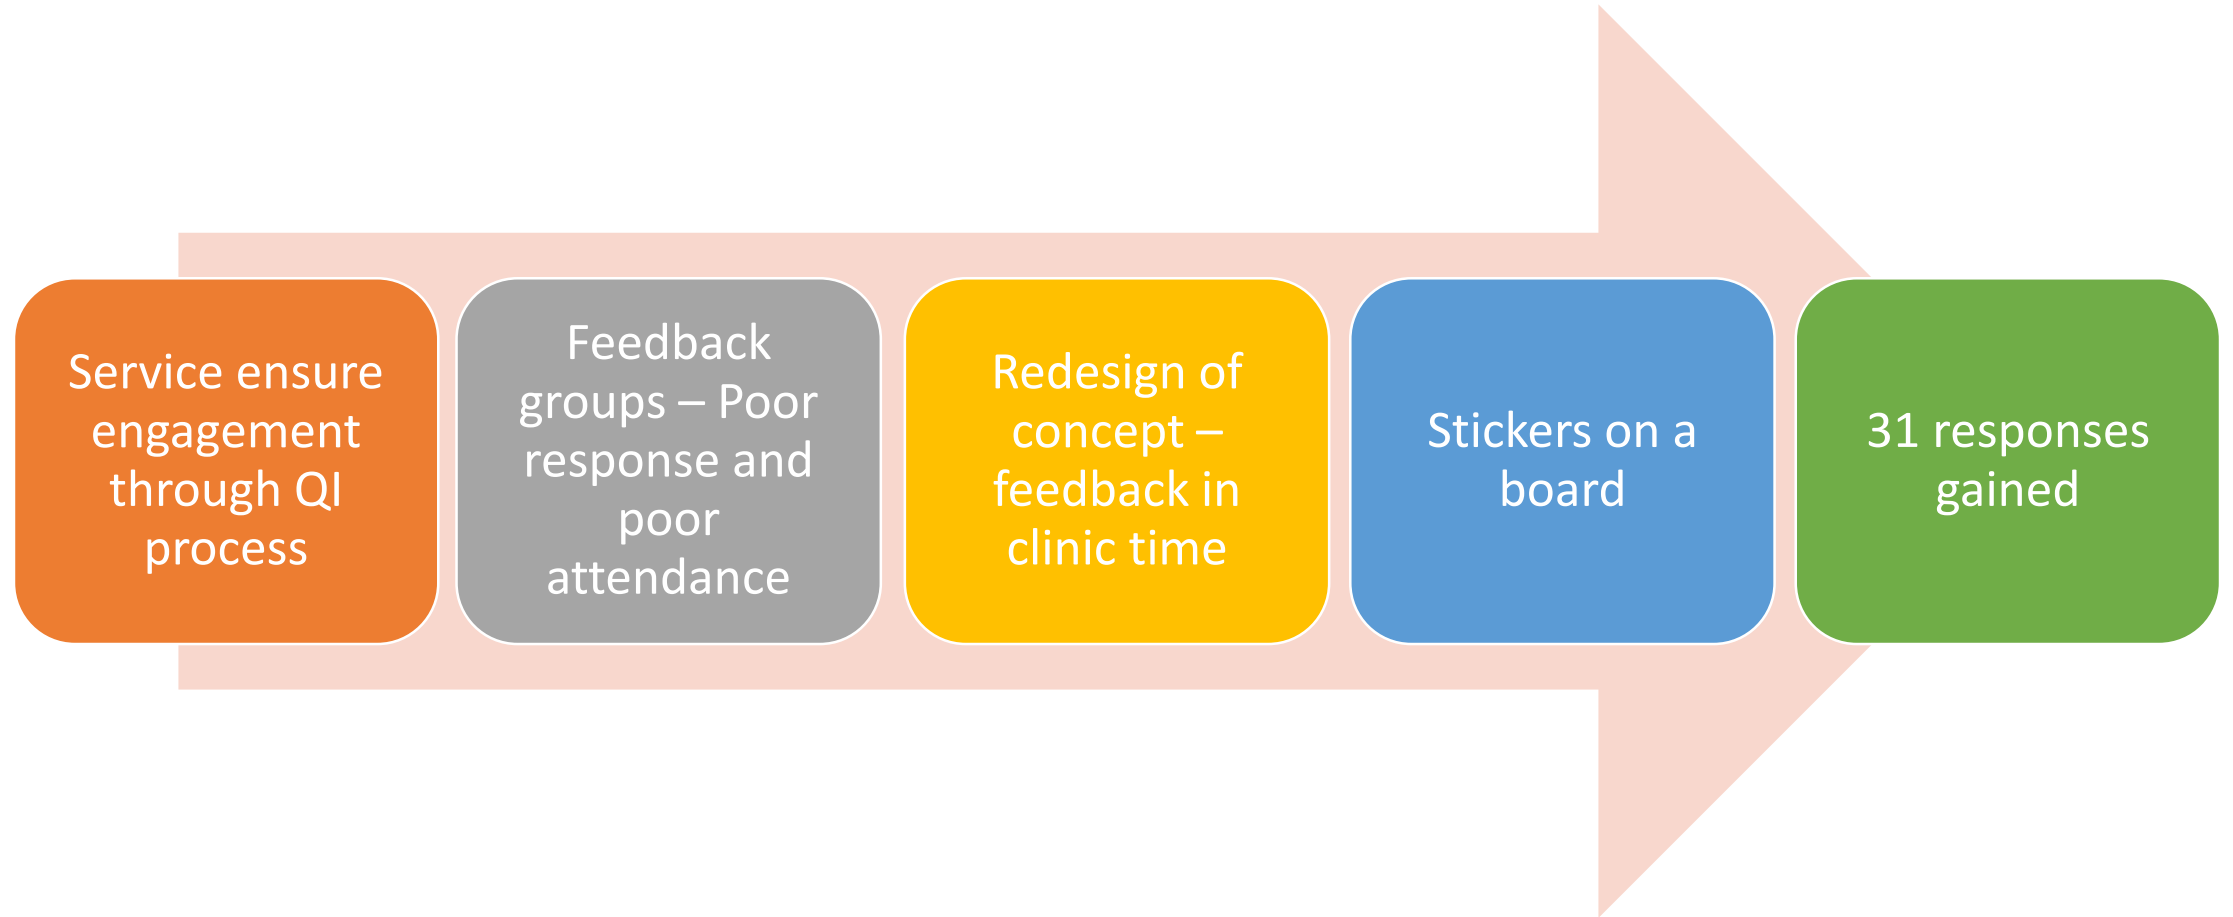 Service ensure
engagement
through QI
process
Feedback
groups – Poor
response and
poor
attendance
Redesign of
concept –
feedback in
clinic time
Stickers on a
board
31 responses
gained